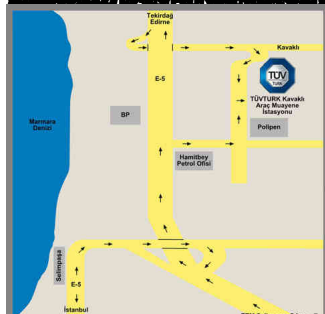 Tekirdağ
Edirne
Kavaklı
TÜV
TURK
E-5
TÜVTURK Kavaklı
Araç Muayene
İstasyonu
BP
Marmara
Denizi
Polipen
Hamitbey
Petrol Ofisi
Selimpaşa
E-5
İstanbul